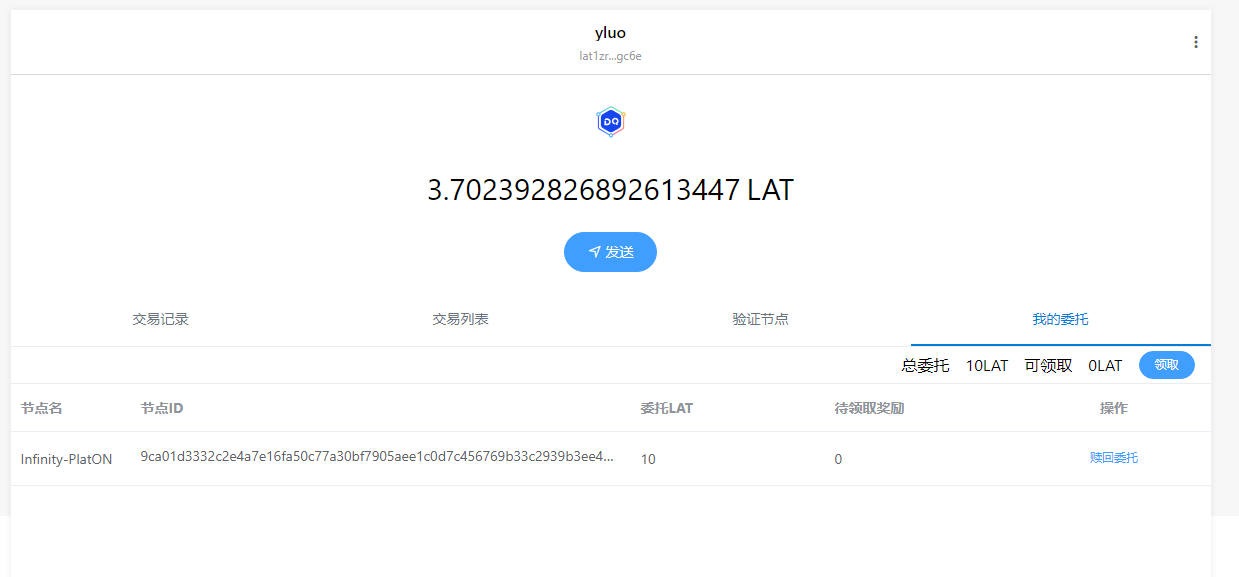 yluo
lat1zr...gc6e
DQ
3.702392826892613447 LAT
发送
交易记录 交易列表 验证节点 我的委托
总委托 10LAT 可领取 0LAT 领取
节点名 节点ID 委托LAT 待领取奖励 操作
Infinity-PlatON 9ca01d3332c2e4a7e16fa50c77a30bf7905aee1c0d7c456769b33c2939b3ee4... 10 0 赎回委托